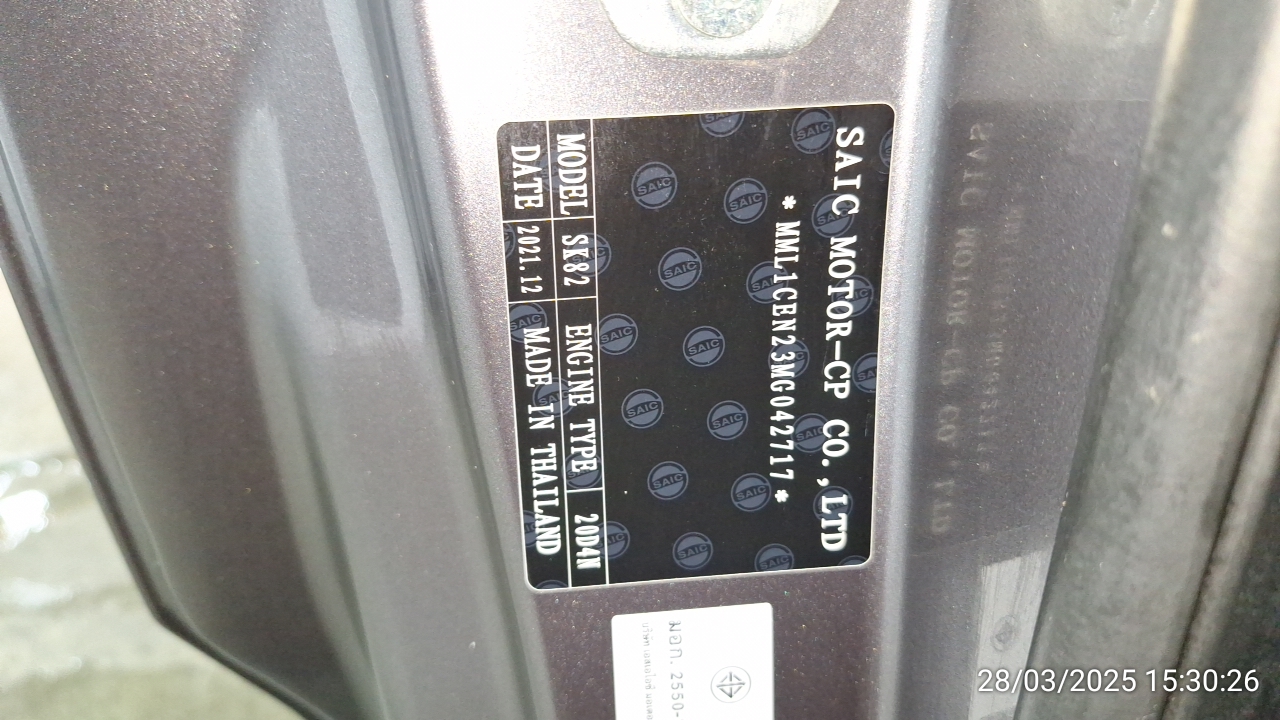 SAIC MOTOR-CP CO.,LTD
* MML1CEN23MG042717 *
MODEL SK82 ENGINE TYPE 20D4N
DATE 2021.12 MADE IN THAILAND
มอก. 2550-
28/03/2025 15:30:26